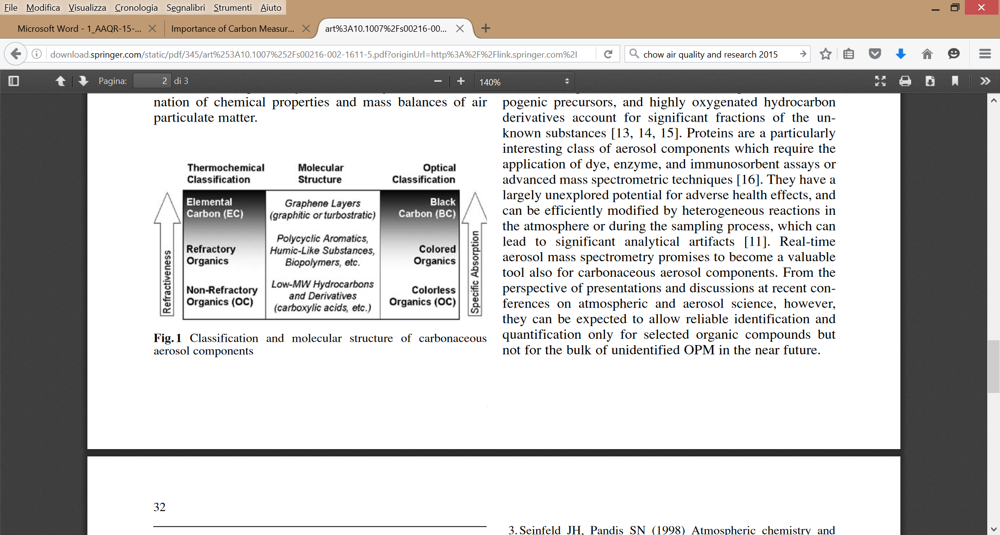 File Modifica Visualizza Cronologia Segnalibri Strumenti Aiuto
Microsoft Word - 1_AAQR-15-...
Importance of Carbon Measur...
art%3A10.1007%2Fs00216-00...
download.springer.com/static/pdf/345/art%253A10.1007%252Fs00216-002-1611-5.pdf?originUrl=http%3A%2F%2Flink.springer.com%2F
chow air quality and research 2015
Pagina: 2 di 3
140%
nation of chemical properties and mass balances of air
particulate matter.
Thermochemical
Classification
Molecular
Structure
Optical
Classification
Refractiveness
Elemental
Carbon (EC)
Graphene Layers
(graphitic or turbostratic)
Black
Carbon (BC)
Refractory
Organics
Polycyclic Aromatics,
Humic-Like Substances,
Biopolymers, etc.
Colored
Organics
Non-Refractory
Organics (OC)
Low-MW Hydrocarbons
and Derivatives
(carboxylic acids, etc.)
Colorless
Organics (OC)
Specific Absorption
Fig. 1 Classification and molecular structure of carbonaceous
aerosol components
pogenic precursors, and highly oxygenated hydrocarbon
derivatives account for significant fractions of the un-
known substances [13, 14, 15]. Proteins are a particularly
interesting class of aerosol components which require the
application of dye, enzyme, and immunosorbent assays or
advanced mass spectrometric techniques [16]. They have a
largely unexplored potential for adverse health effects, and
can be efficiently modified by heterogeneous reactions in
the atmosphere or during the sampling process, which can
lead to significant analytical artifacts [11]. Real-time
aerosol mass spectrometry promises to become a valuable
tool also for carbonaceous aerosol components. From the
perspective of presentations and discussions at recent con-
ferences on atmospheric and aerosol science, however,
they can be expected to allow reliable identification and
quantification only for selected organic compounds but
not for the bulk of unidentified OPM in the near future.
32
3. Seinfeld JH, Pandis SN (1998) Atmospheric chemistry and